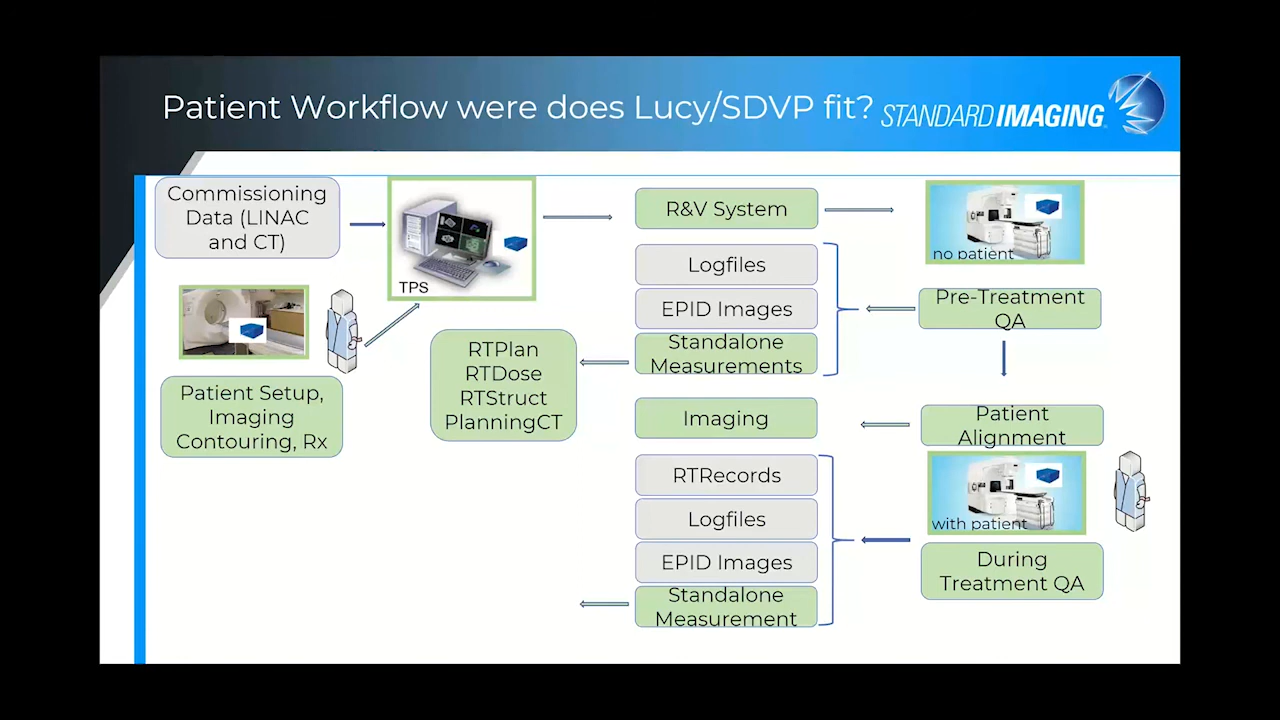 Patient Workflow were does Lucy/SDVP fit?
STANDARD IMAGING
Commissioning
Data (LINAC
and CT)
TPS
R&V System
no patient
Logfiles
EPID Images
Standalone
Measurements
Pre-Treatment
QA
RTPlan
RTDose
RTStruct
PlanningCT
Patient Setup,
Imaging
Contouring, Rx
Imaging
Patient
Alignment
RTRecords
Logfiles
EPID Images
Standalone
Measurement
with patient
During
Treatment QA